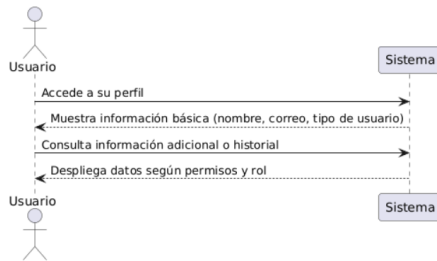 Usuario
Sistema
Accede a su perfil
Muestra información básica (nombre, correo, tipo de usuario)
Consulta información adicional o historial
Despliega datos según permisos y rol
Usuario
Sistema